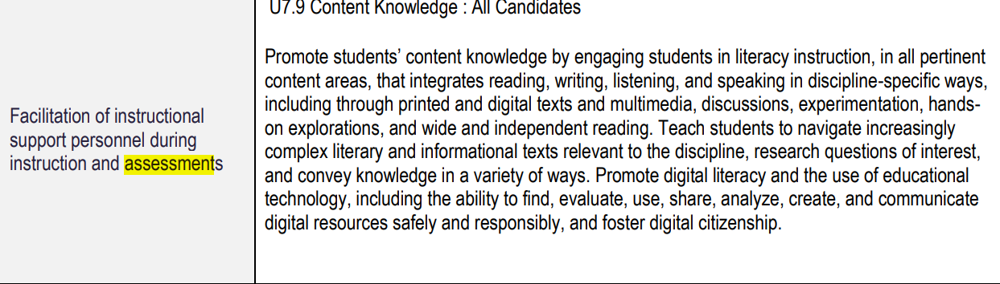 U7.9 Content Knowledge : All Candidates
Facilitation of instructional
support personnel during
instruction and assessments
Promote students’ content knowledge by engaging students in literacy instruction, in all pertinent
content areas, that integrates reading, writing, listening, and speaking in discipline-specific ways,
including through printed and digital texts and multimedia, discussions, experimentation, hands-
on explorations, and wide and independent reading. Teach students to navigate increasingly
complex literary and informational texts relevant to the discipline, research questions of interest,
and convey knowledge in a variety of ways. Promote digital literacy and the use of educational
technology, including the ability to find, evaluate, use, share, analyze, create, and communicate
digital resources safely and responsibly, and foster digital citizenship.